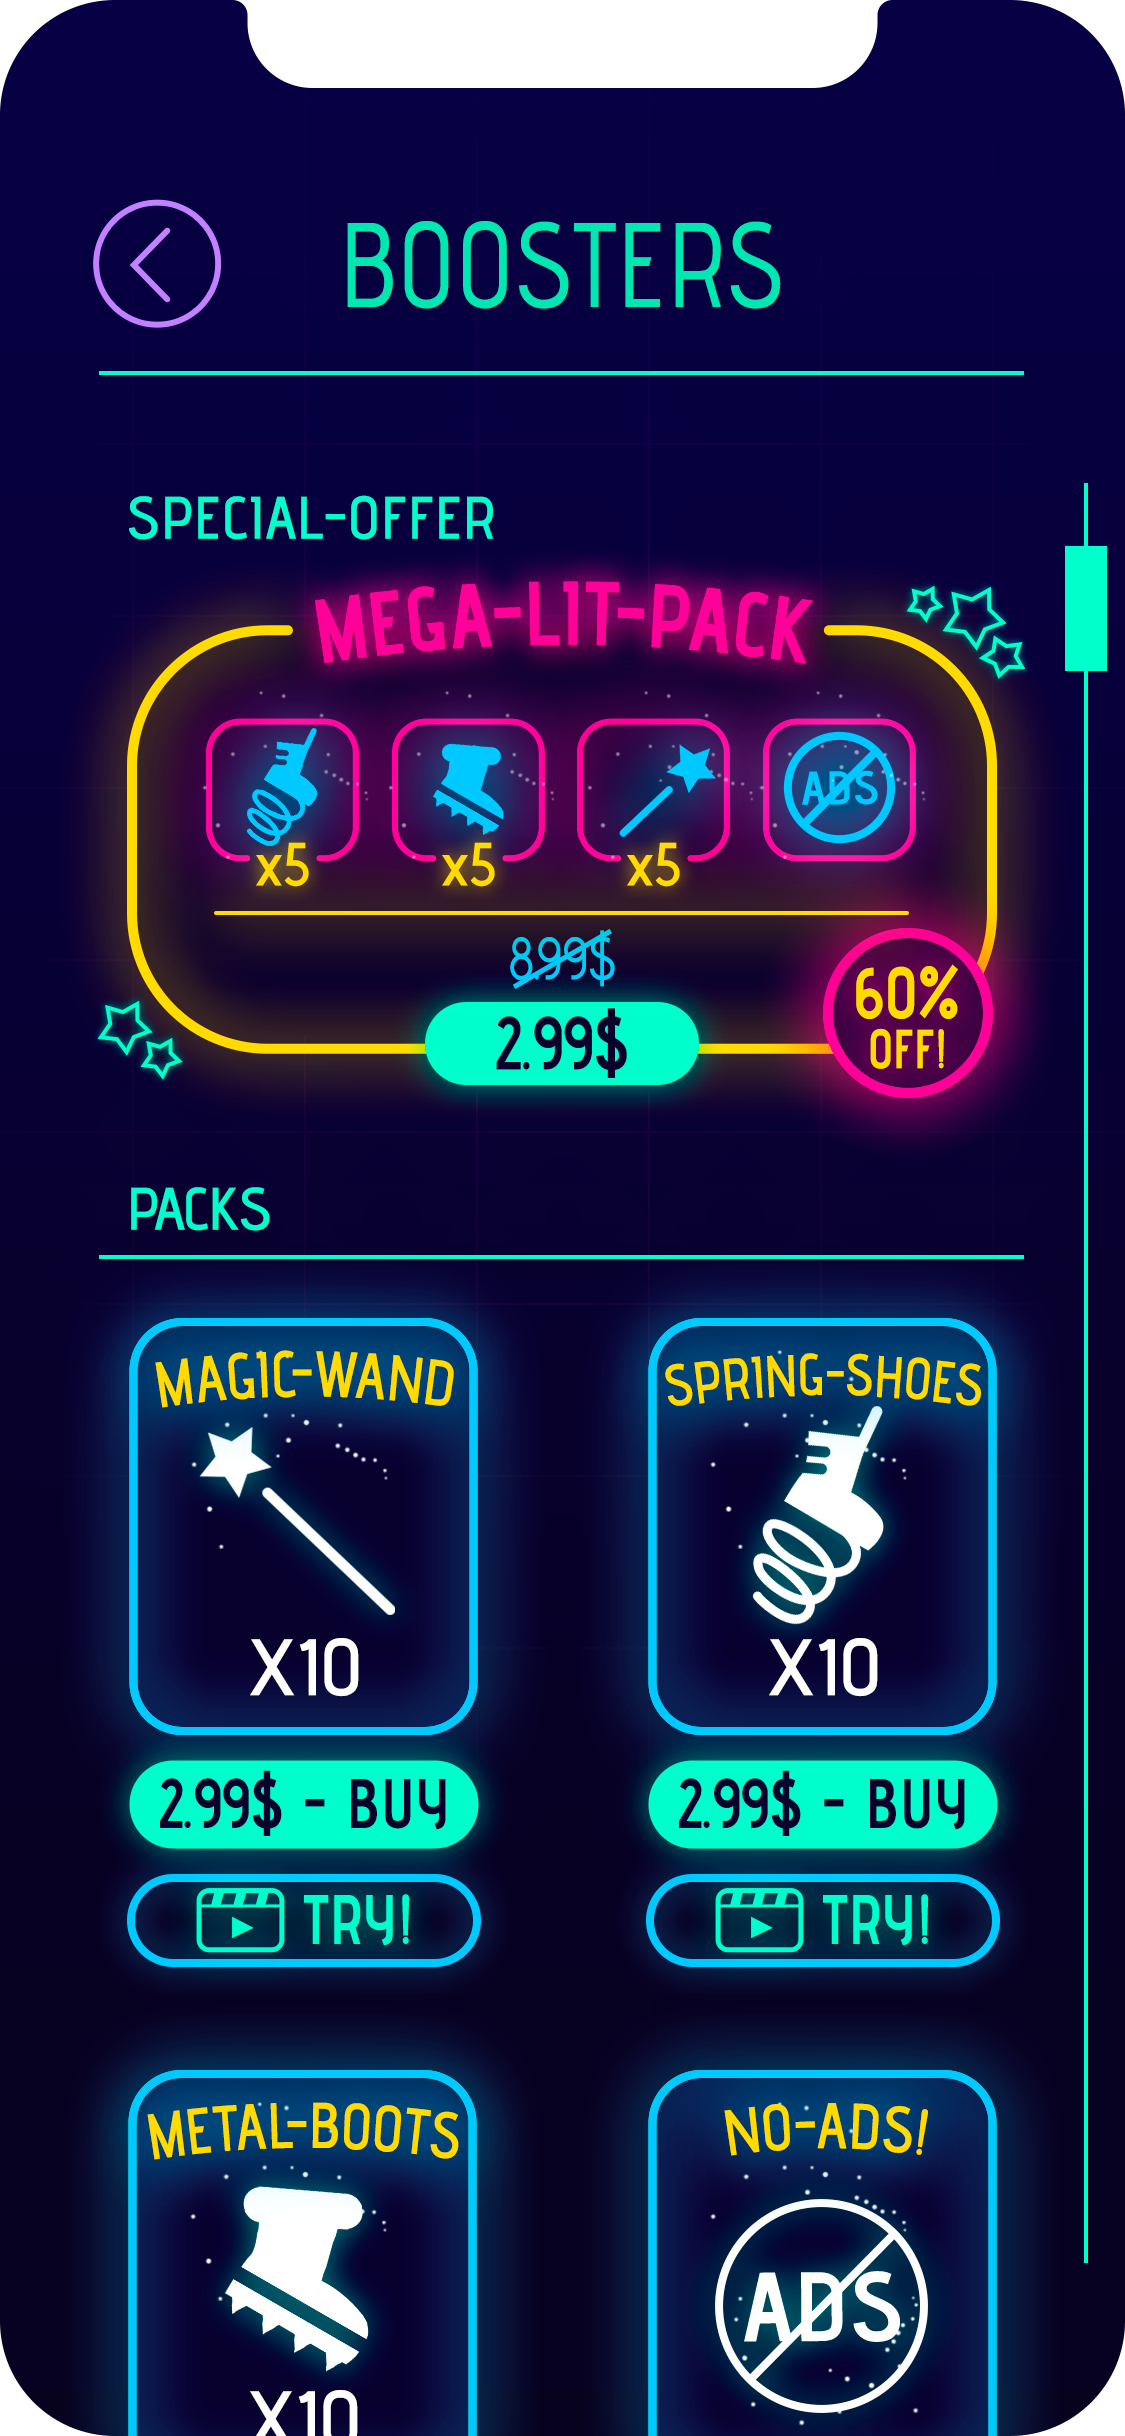 BOOSTERS
SPECIAL-OFFER
MEGA-LIT-PACK
ADS
x5 x5 x5
8.99$
2.99$
60%
OFF!
PACKS
MAGIC-WAND SPRING-SHOES
X10 X10
2.99$ - BUY 2.99$ - BUY
TRY! TRY!
METAL-BOOTS NO-ADS!
ADS
X10